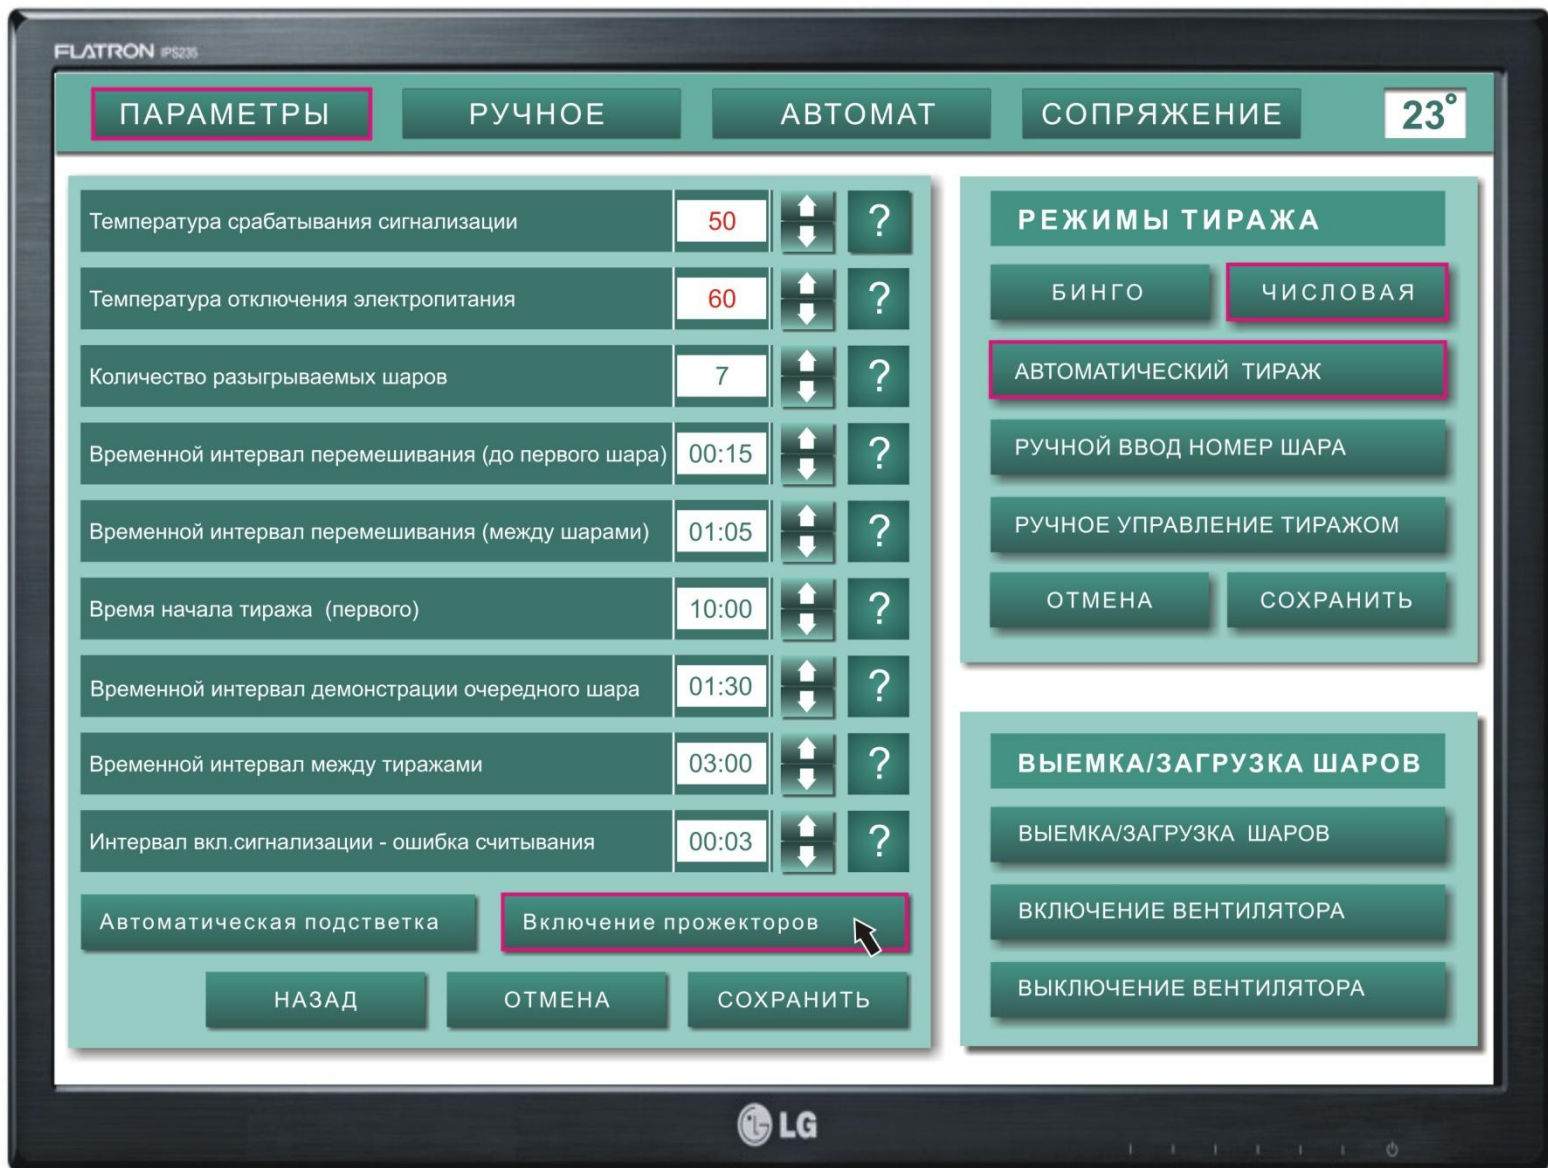 FLATRON IPS235
ПАРАМЕТРЫ
РУЧНОЕ
АВТОМАТ
СОПРЯЖЕНИЕ
23°
Температура срабатывания сигнализации
50
?
Температура отключения электропитания
60
?
Количество разыгрываемых шаров
7
?
Временной интервал перемешивания (до первого шара)
00:15
?
Временной интервал перемешивания (между шарами)
01:05
?
Время начала тиража (первого)
10:00
?
Временной интервал демонстрации очередного шара
01:30
?
Временной интервал между тиражами
03:00
?
Интервал вкл.сигнализации - ошибка считывания
00:03
?
Автоматическая подстветка
Включение прожекторов
НАЗАД
ОТМЕНА
СОХРАНИТЬ
РЕЖИМЫ ТИРАЖА
БИНГО
ЧИСЛОВАЯ
АВТОМАТИЧЕСКИЙ ТИРАЖ
РУЧНОЙ ВВОД НОМЕР ШАРА
РУЧНОЕ УПРАВЛЕНИЕ ТИРАЖОМ
ОТМЕНА
СОХРАНИТЬ
ВЫЕМКА/ЗАГРУЗКА ШАРОВ
ВЫЕМКА/ЗАГРУЗКА ШАРОВ
ВКЛЮЧЕНИЕ ВЕНТИЛЯТОРА
ВЫКЛЮЧЕНИЕ ВЕНТИЛЯТОРА
LG